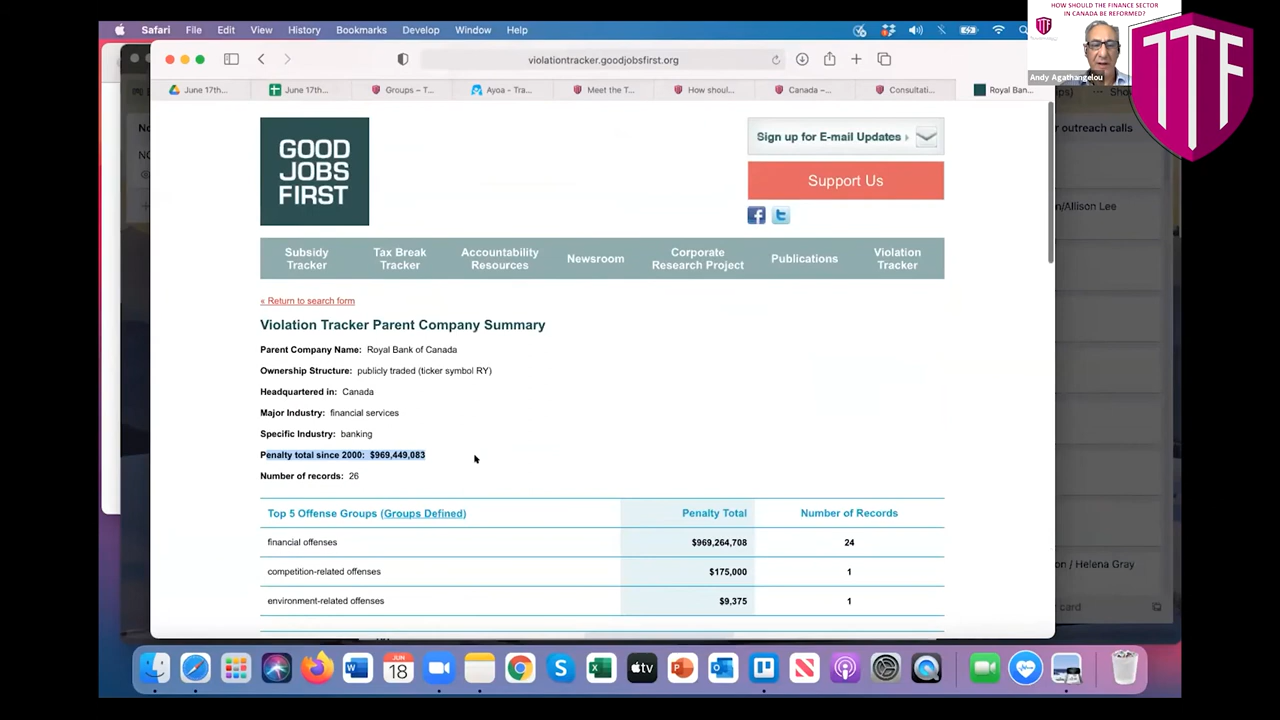 Safari File Edit View History Bookmarks Develop Window Help
HOW SHOULD THE FINANCE SECTOR
IN CANADA BE REFORMED?
Andy Agathangelou
TTF
violationtracker.goodjobsfirst.org
June 17th... June 17th... Groups – T... Ayoa - Tra... Meet the T... How shoul... Canada –... Consultati... Royal Ban...
GOOD
JOBS
FIRST
Sign up for E-mail Updates
Support Us
Subsidy
Tracker
Tax Break
Tracker
Accountability
Resources
Newsroom
Corporate
Research Project
Publications
Violation
Tracker
« Return to search form
Violation Tracker Parent Company Summary
Parent Company Name: Royal Bank of Canada
Ownership Structure: publicly traded (ticker symbol RY)
Headquartered in: Canada
Major Industry: financial services
Specific Industry: banking
Penalty total since 2000: $969,449,083
Number of records: 26
Top 5 Offense Groups (Groups Defined) Penalty Total Number of Records
financial offenses $969,264,708 24
competition-related offenses $175,000 1
environment-related offenses $9,375 1
outreach calls
/Allison Lee
/ Helena Gray
card
JUN
18
W
S
X
tv
P
N